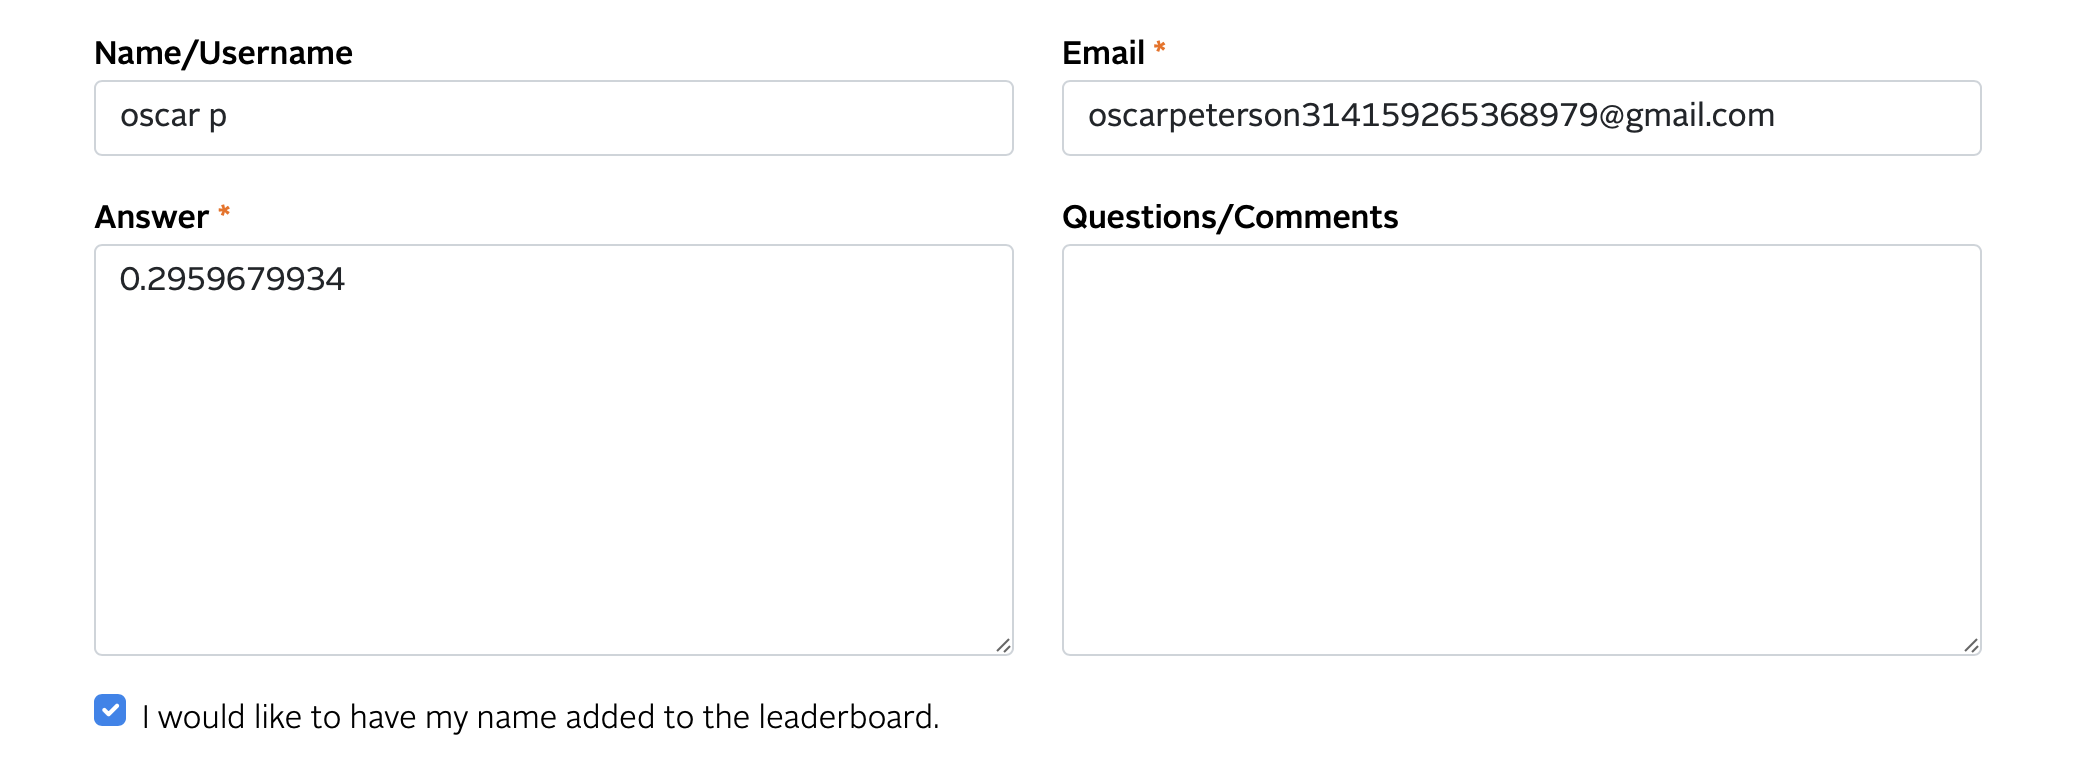 Name/Username
oscar p
Email *
oscarpeterson314159265368979@gmail.com
Answer *
0.2959679934
Questions/Comments
I would like to have my name added to the leaderboard.